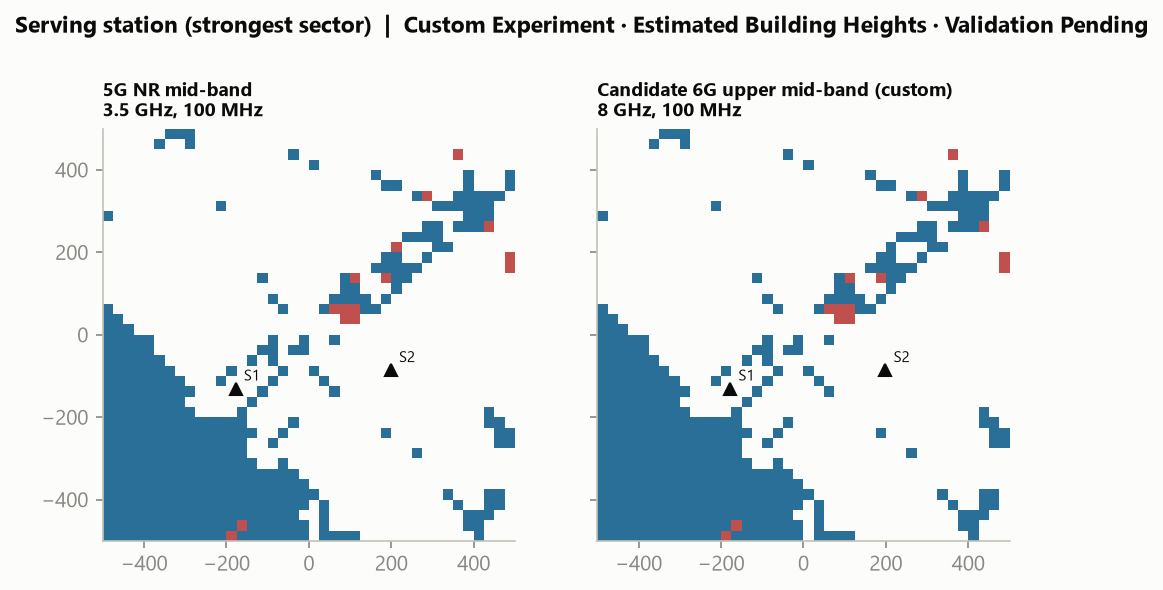 Serving station (strongest sector) | Custom Experiment · Estimated Building Heights · Validation Pending
5G NR mid-band
3.5 GHz, 100 MHz
Candidate 6G upper mid-band (custom)
8 GHz, 100 MHz
400
200
0
−200
−400
S1
S2
S1
S2
−400 −200 0 200 400
−400 −200 0 200 400